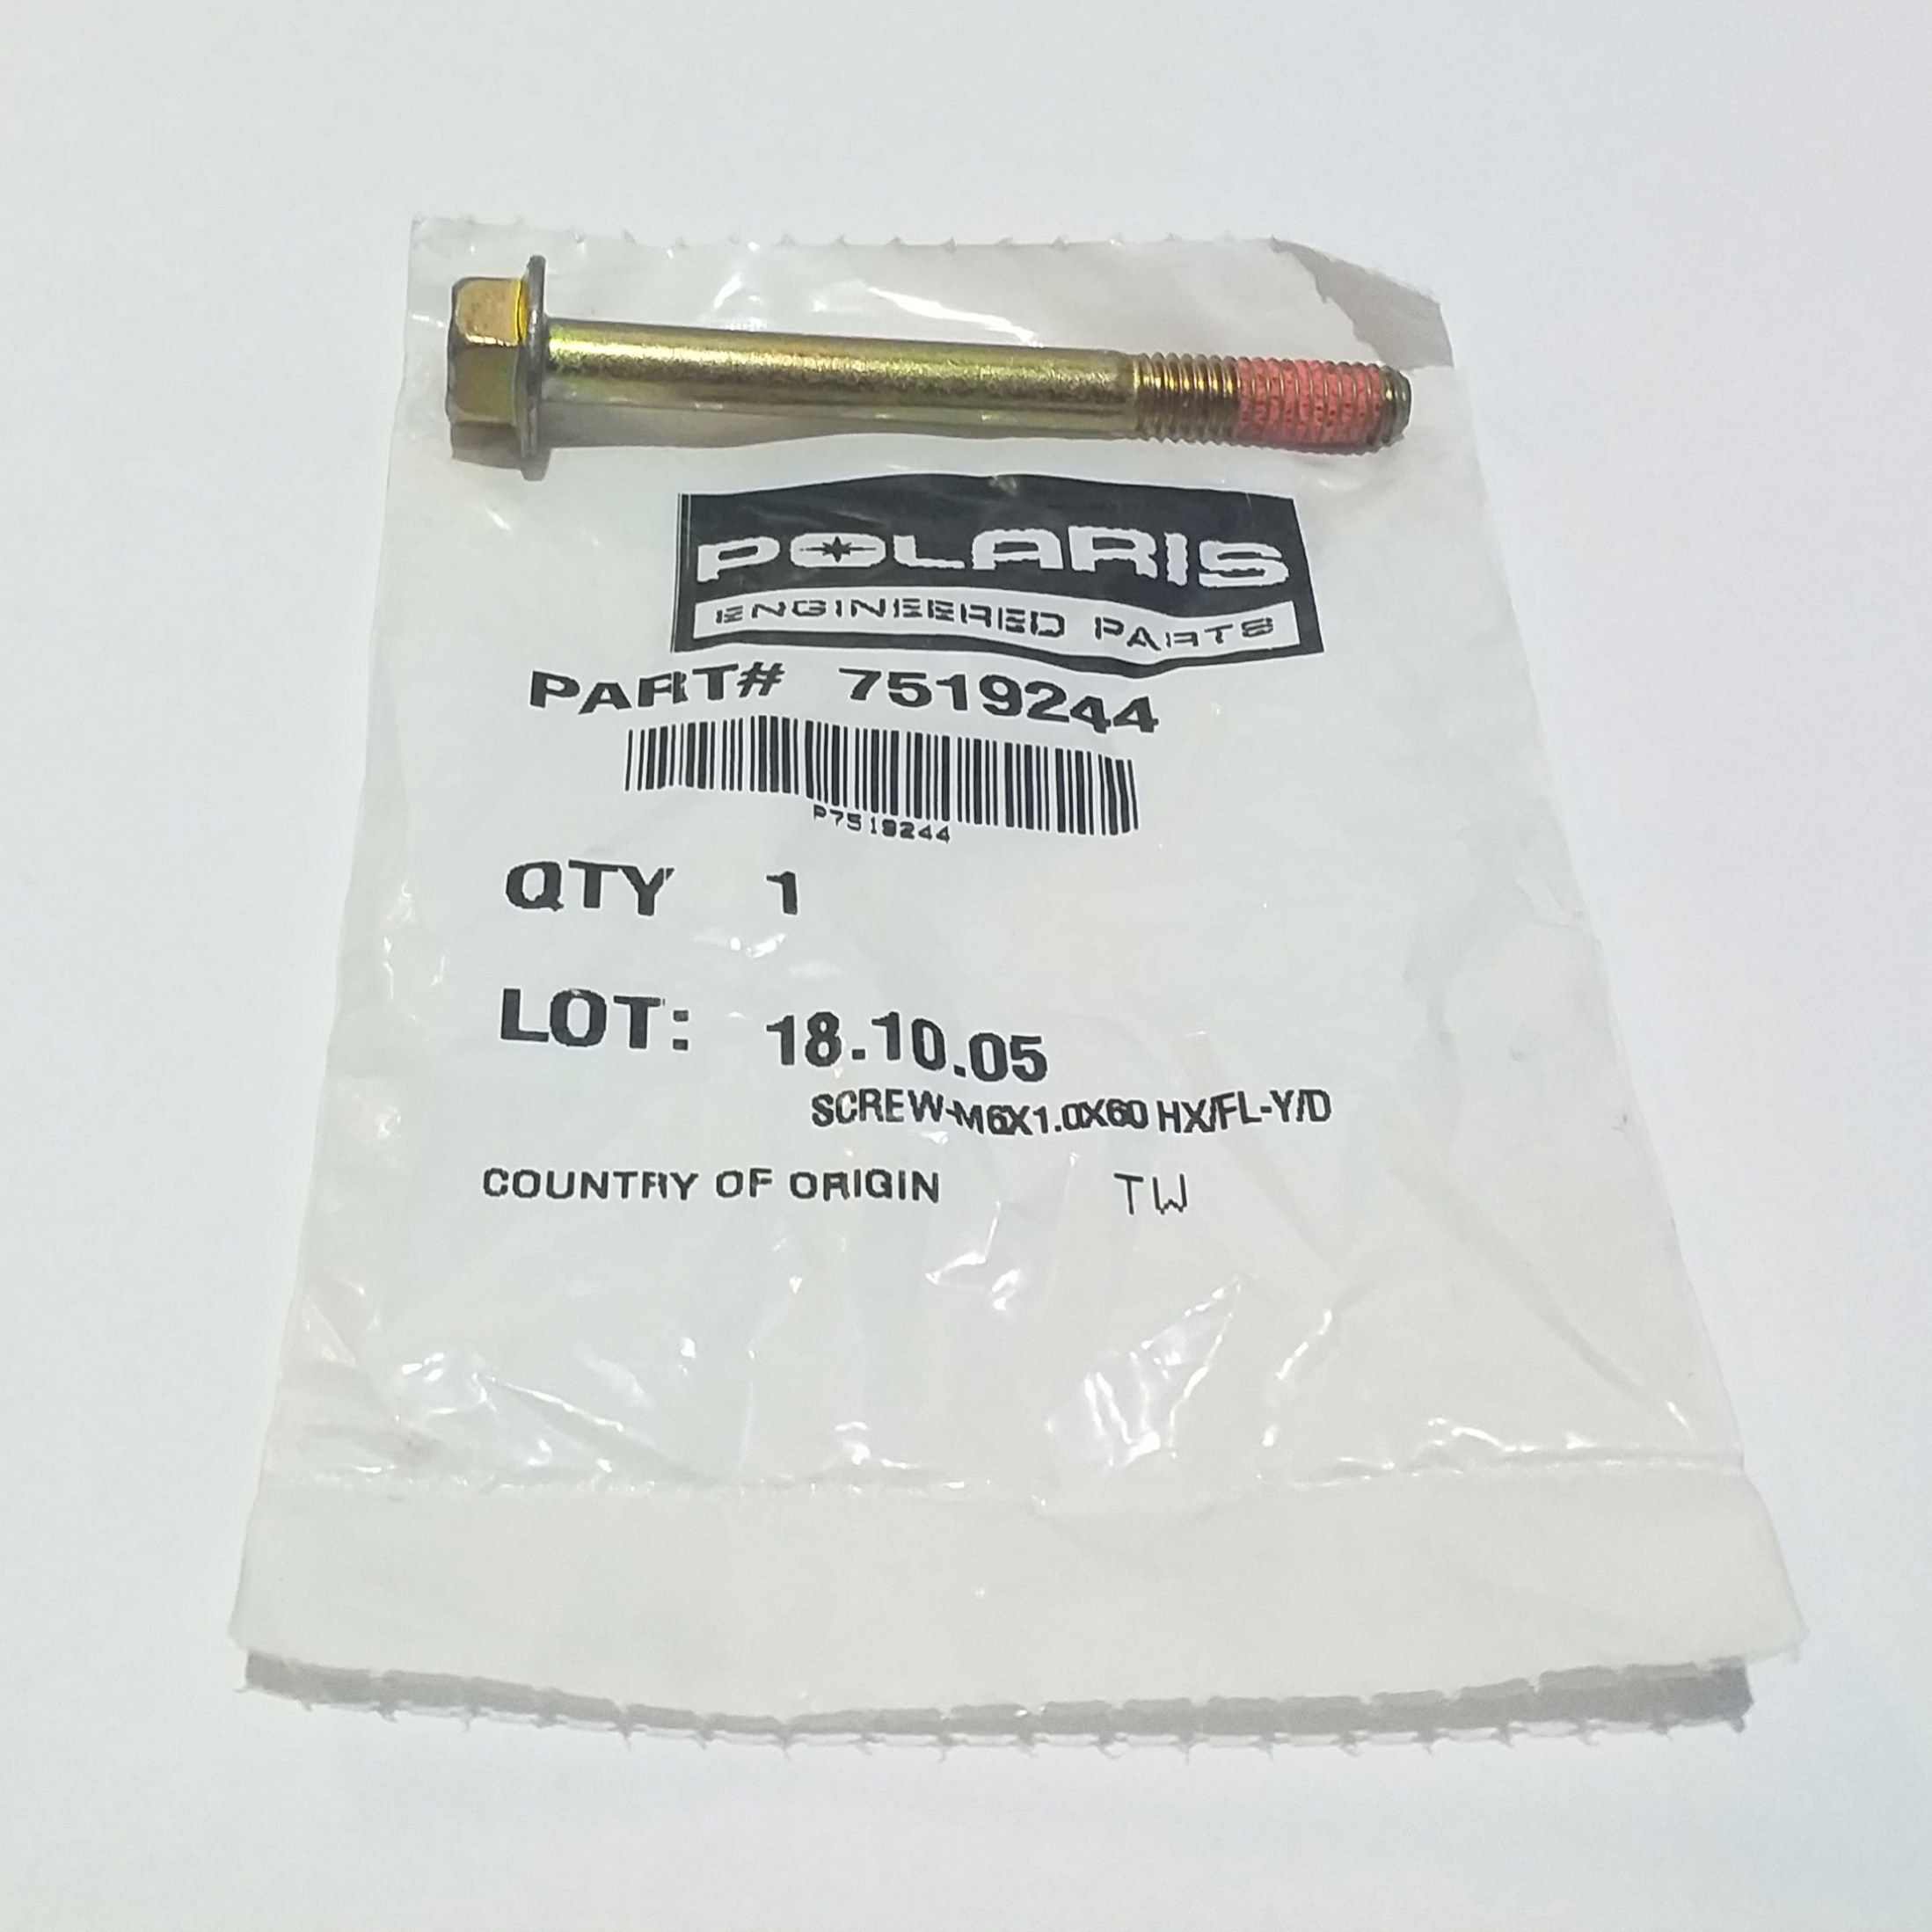 POLARIS
ENGINEERED PARTS
PART# 7519244
P7519244
QTY 1
LOT: 18.10.05
SCREW-M6X1.0X60 HX/FL-Y/D
COUNTRY OF ORIGIN TW